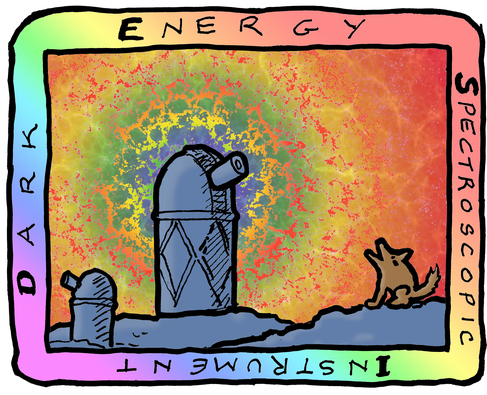 DARK
ENERGY
SPECTROSCOPIC
INSTRUMENT